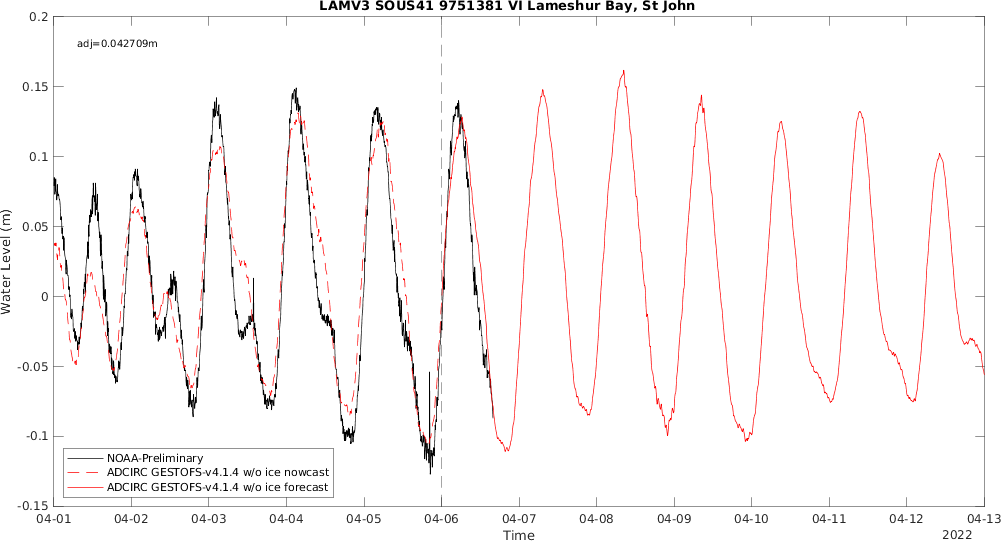 LAMV3 SOUS41 9751381 VI Lameshur Bay, St John
adj=0.042709m
Water Level (m)
0.2
0.15
0.1
0.05
0
-0.05
-0.1
-0.15
NOAA-Preliminary
ADCIRC GESTOFS-v4.1.4 w/o ice nowcast
ADCIRC GESTOFS-v4.1.4 w/o ice forecast
04-01 04-02 04-03 04-04 04-05 04-06 04-07 04-08 04-09 04-10 04-11 04-12 04-13
Time
2022